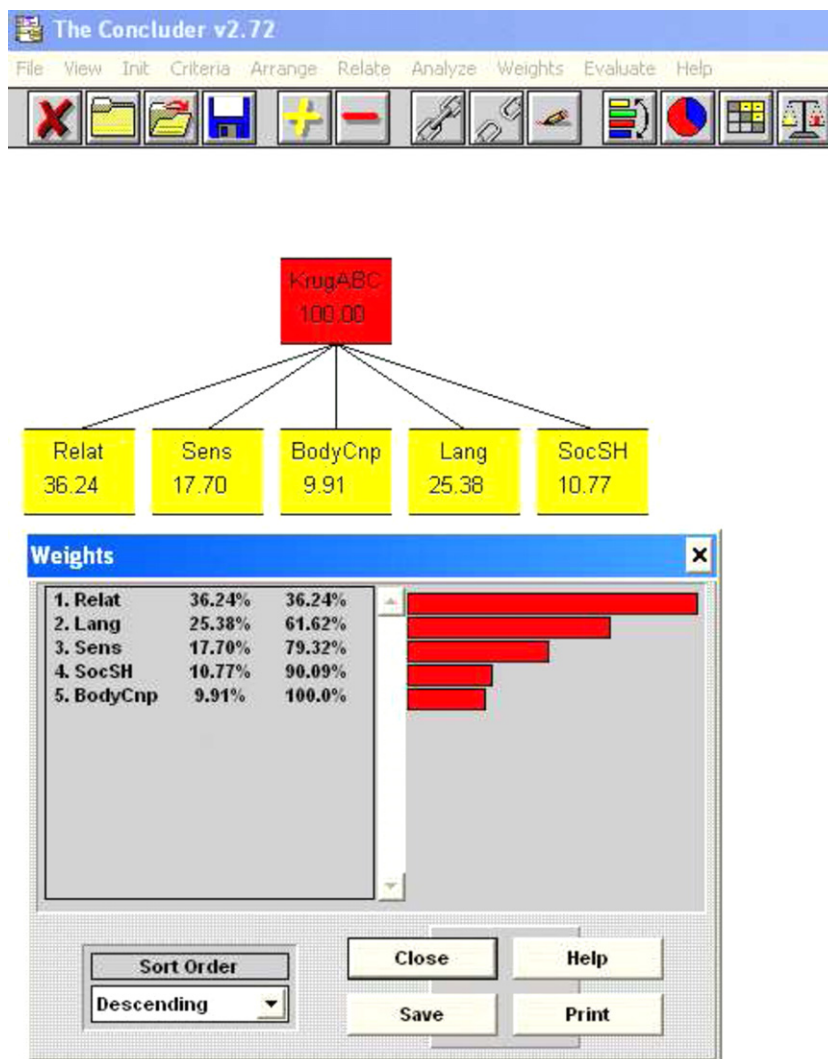 The Concluder v2.72
File View Init Criteria Arrange Relate Analyze Weights Evaluate Help
KrugABC
100.00
Relat Sens BodyCnp Lang SocSH
36.24 17.70 9.91 25.38 10.77
Weights
1. Relat 36.24% 36.24%
2. Lang 25.38% 61.62%
3. Sens 17.70% 79.32%
4. SocSH 10.77% 90.09%
5. BodyCnp 9.91% 100.0%
Sort Order
Descending
Close Help
Save Print